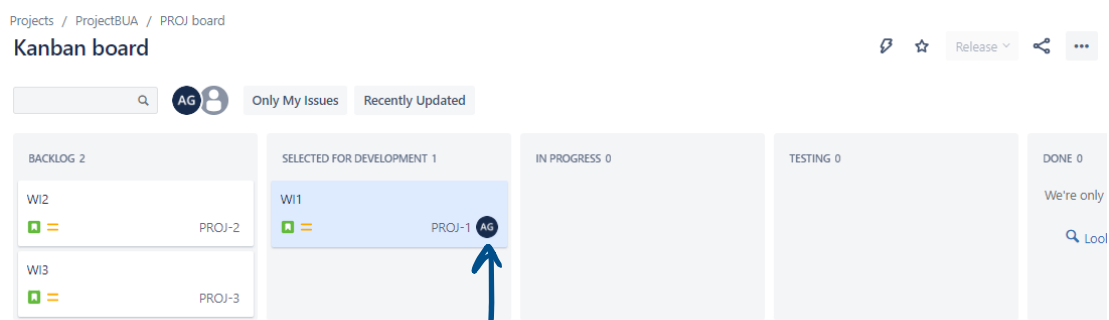 Projects / ProjectBUA / PROJ board
Kanban board
Release
AG
Only My Issues
Recently Updated
BACKLOG 2
SELECTED FOR DEVELOPMENT 1
IN PROGRESS 0
TESTING 0
DONE 0
WI2
PROJ-2
WI3
PROJ-3
WI1
PROJ-1 AG
We're only